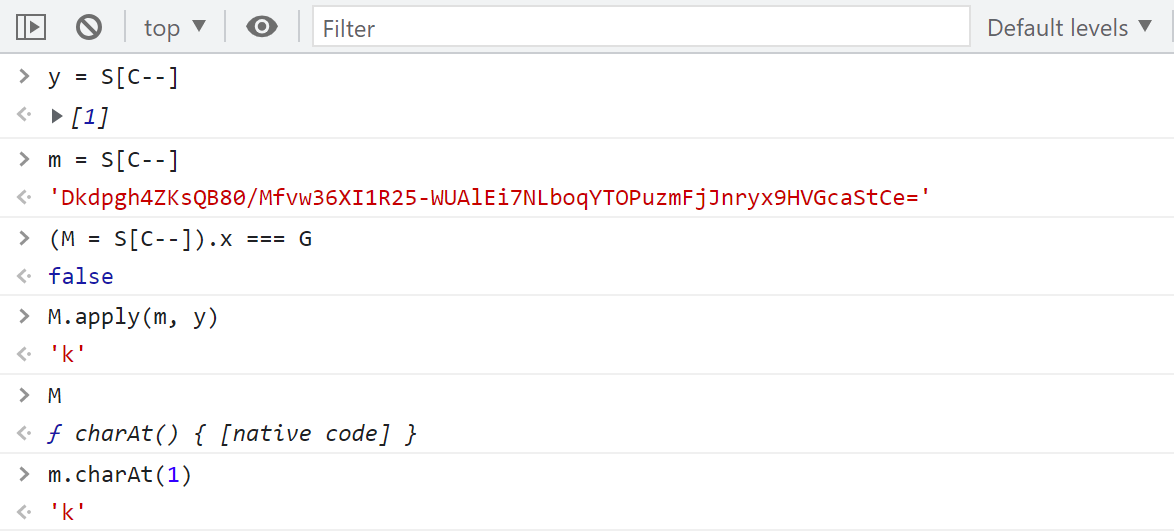 top ▼ Filter Default levels ▼
> y = S[C--]
<· ▶ [1]
> m = S[C--]
<· 'Dkdpgh4ZKsQB80/Mfvw36XI1R25-WUAlEi7NLboqYTOPuzmFjJnryx9HVGcaStCe='
> (M = S[C--]).x === G
<· false
> M.apply(m, y)
<· 'k'
> M
<· ƒ charAt() { [native code] }
> m.charAt(1)
<· 'k'